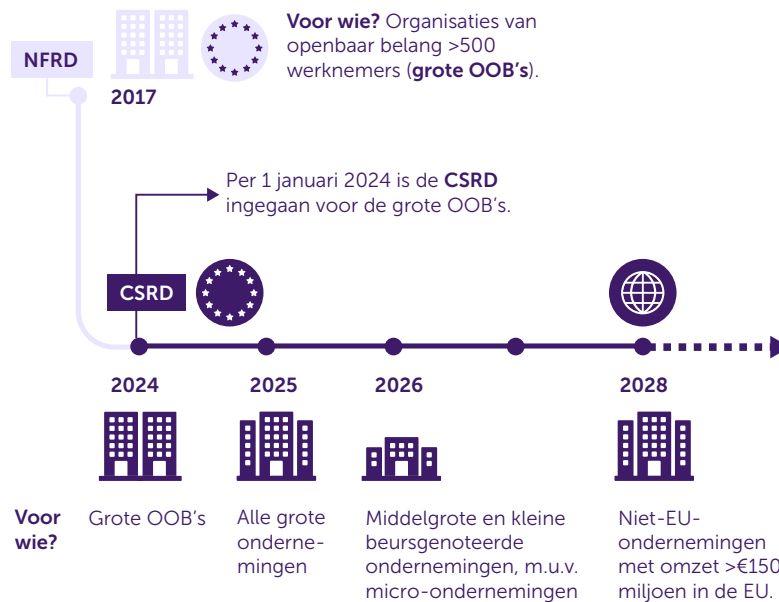 Voor wie? Organisaties van
openbaar belang >500
werknemers (grote OOB's).
NFRD
2017
Per 1 januari 2024 is de CSRD
ingegaan voor de grote OOB's.
CSRD
2024
2025
2026
2028
Voor
wie?
Grote OOB's
Alle grote
onderne-
mingen
Middelgrote en kleine
beursgenoteerde
ondernemingen, m.u.v.
micro-ondernemingen
Niet-EU-
ondernemingen
met omzet >€150
miljoen in de EU.